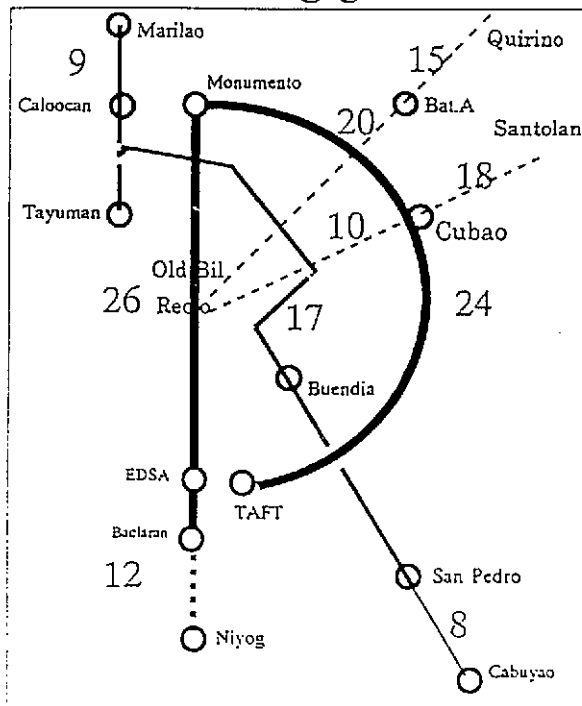 Marilao
Quirino
9
15
Monumento
Caloocan
Bat.A
20
Santolan
18
Tayuman
10
Cubao
Old Bil
26
Recto
17
24
Buendia
EDSA
TAFT
Baclaran
12
San Pedro
Niyog
8
Cabuyao